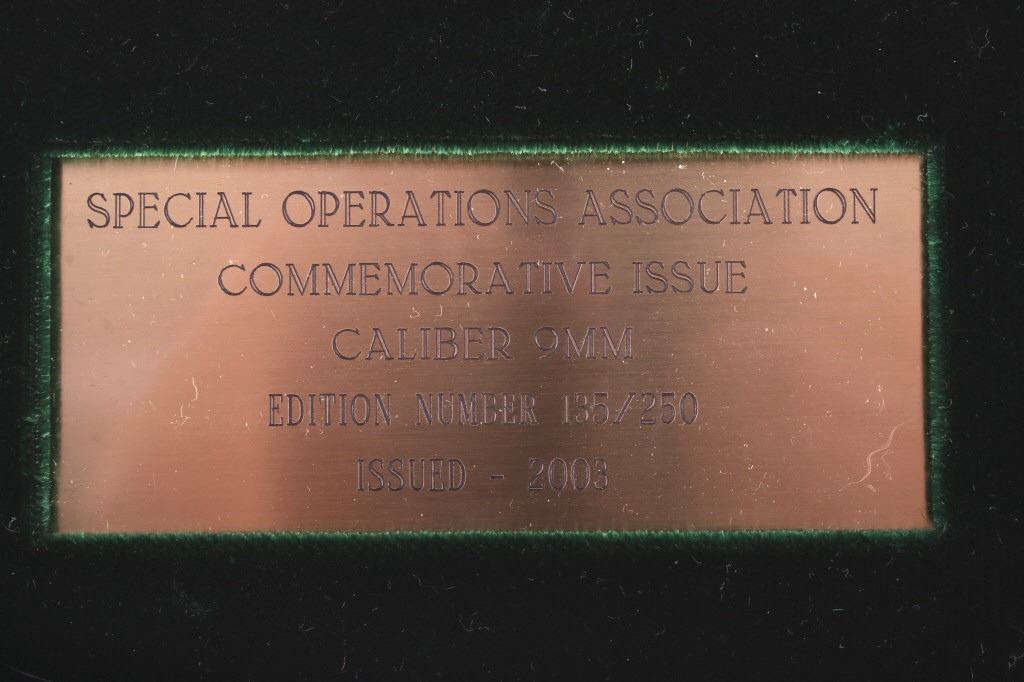 SPECIAL OPERATIONS ASSOCIATION
COMMEMORATIVE ISSUE
CALIBER 9MM
EDITION NUMBER 135/250
ISSUED - 2003